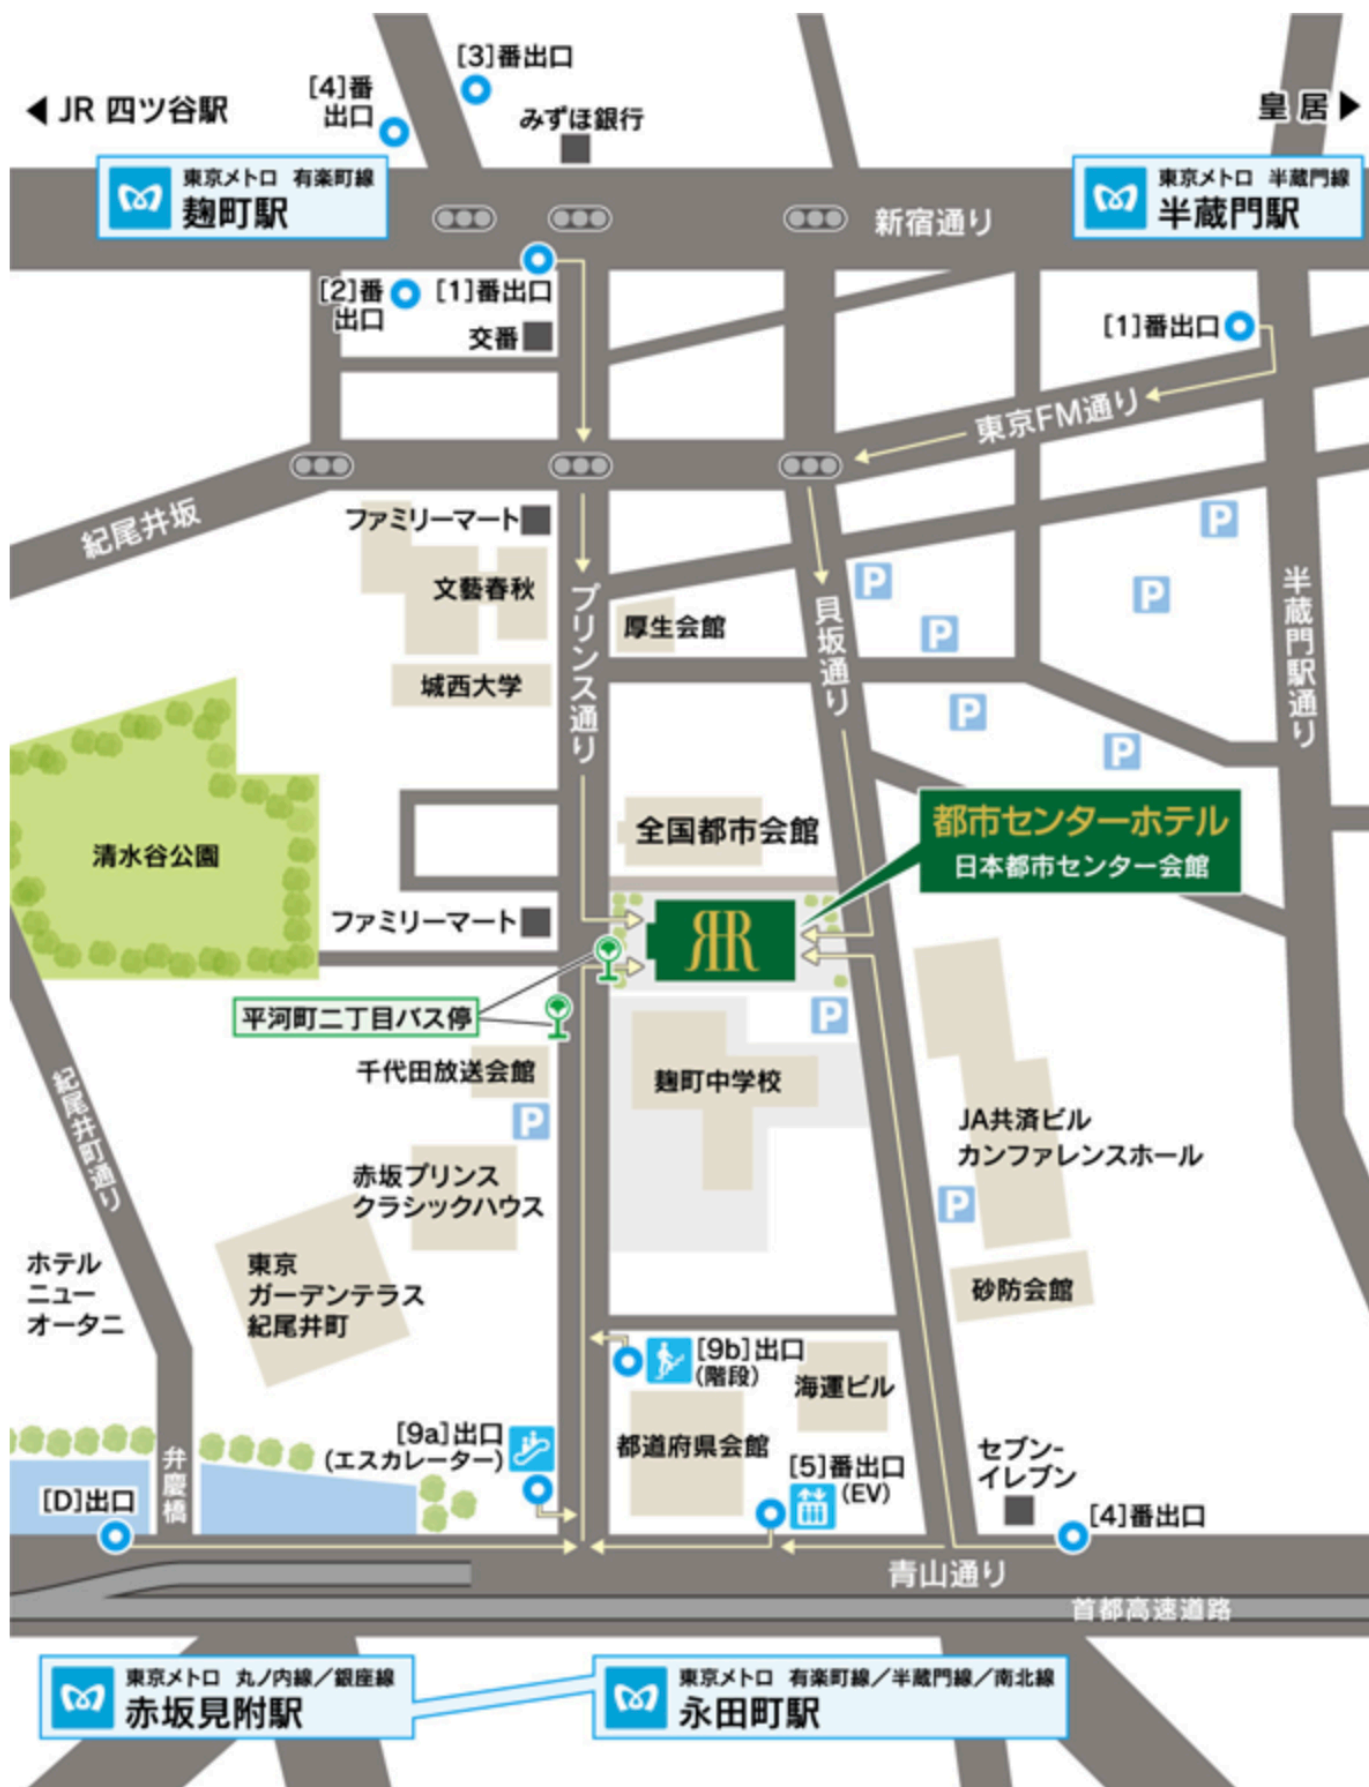 [3]番出口
[4]番
出口
JR 四ツ谷駅
皇 居
みずほ銀行
東京メトロ 有楽町線
麹町駅
東京メトロ 半蔵門線
半蔵門駅
新宿通り
[2]番
出口
[1]番出口
交番
[1]番出口
東京FM通り
紀尾井坂
ファミリーマート
文藝春秋
城西大学
プリンス通り
厚生会館
貝坂通り
P
P
P
P
P
P
半蔵門駅通り
清水谷公園
全国都市会館
都市センターホテル
日本都市センター会館
ファミリーマート
RR
平河町二丁目バス停
P
千代田放送会館
P
麹町中学校
紀尾井町通り
JA共済ビル
カンファレンスホール
P
赤坂プリンス
クラシックハウス
ホテル
ニュー
オータニ
東京
ガーデンテラス
紀尾井町
砂防会館
[9b]出口
(階段)
海運ビル
[9a]出口
(エスカレーター)
都道府県会館
[5]番出口
(EV)
セブン-
イレブン
弁慶橋
[D]出口
[4]番出口
青山通り
首都高速道路
東京メトロ 丸ノ内線／銀座線
赤坂見附駅
東京メトロ 有楽町線／半蔵門線／南北線
永田町駅